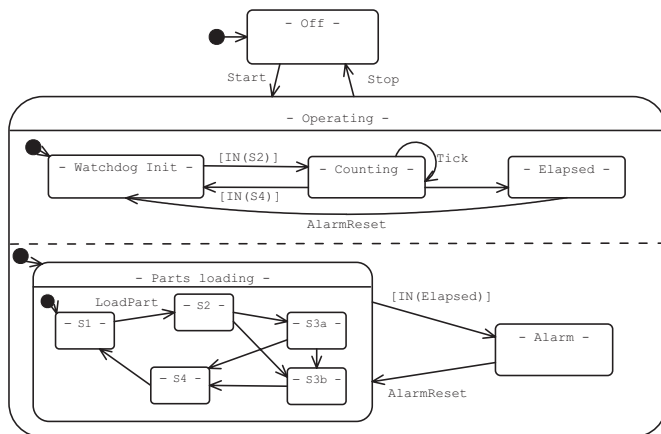 - Off -
Start
Stop
- Operating -
[IN(S2)]
Tick
- Watchdog Init -
- Counting -
- Elapsed -
[IN(S4)]
AlarmReset
- Parts loading -
LoadPart
[IN(Elapsed)]
- S1 -
- S2 -
- S3a -
- Alarm -
- S4 -
- S3b -
AlarmReset